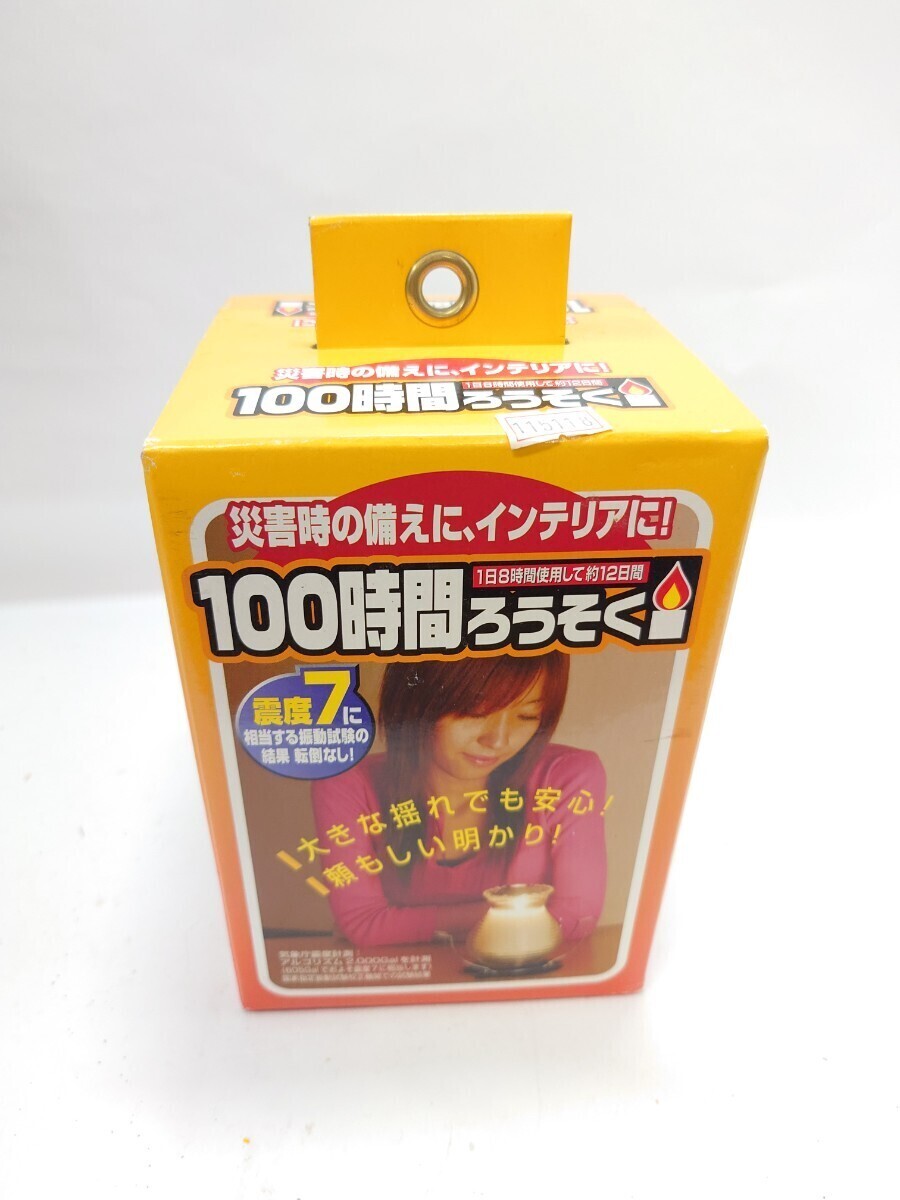 災害時の備えに、インテリアに!
1日8時間使用して約12日間
100時間ろうそく
115118
災害時の備えに、インテリアに!
1日8時間使用して約12日間
100時間ろうそく
震度7に
相当する振動試験の
結果 転倒なし!
大きな揺れでも安心!
頼もしい明かり!